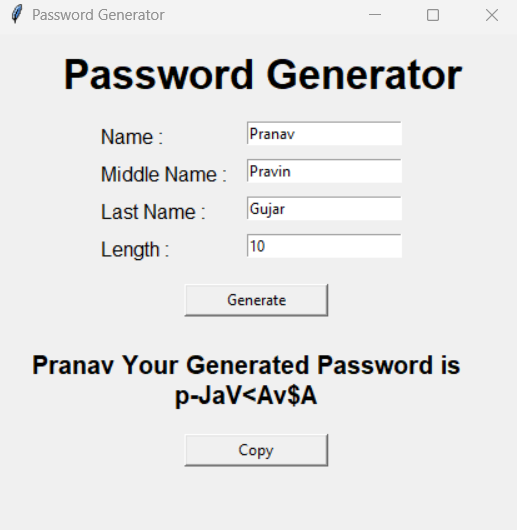 Password Generator
Password Generator
Name : Pranav
Middle Name : Pravin
Last Name : Gujar
Length : 10
Generate
Pranav Your Generated Password is
p-JaV<Av$A
Copy